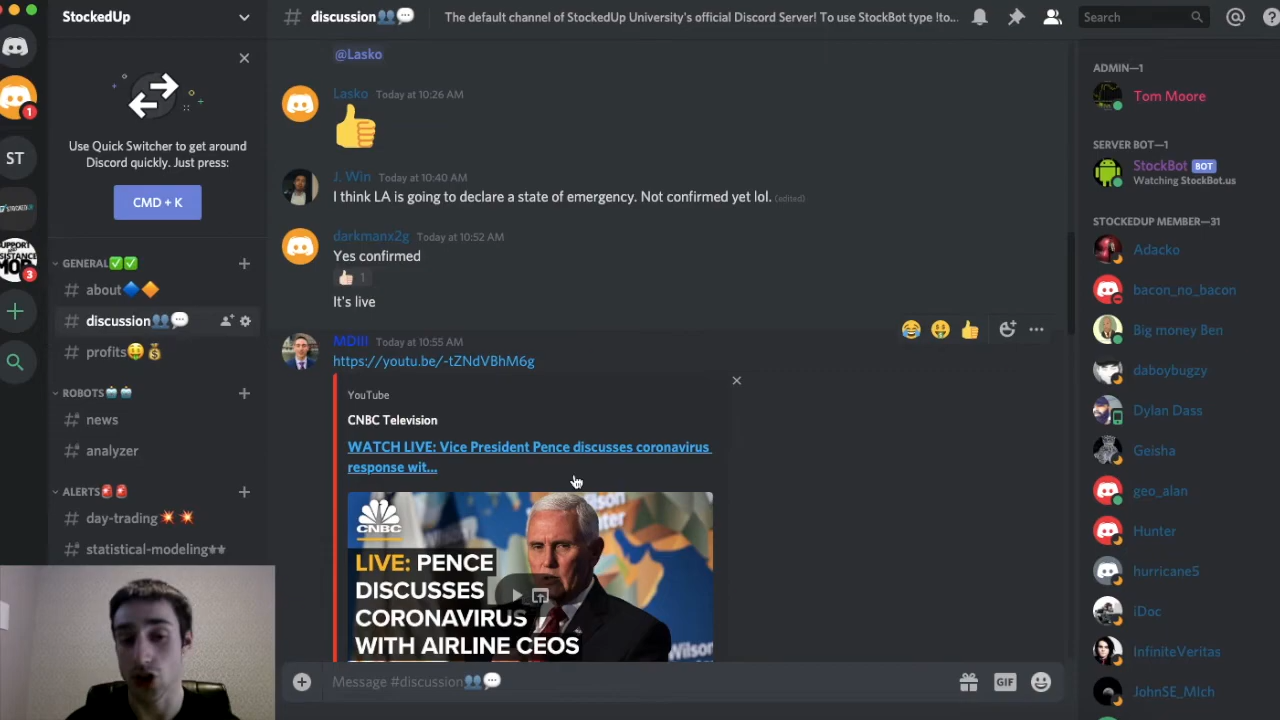 StockedUp
Use Quick Switcher to get around
Discord quickly. Just press:
CMD + K
GENERAL✅✅
# about🔷🔶
# discussion👥💬
# profits🤑💰
ROBOTS🤖🤖
# news
# analyzer
ALERTS🚨🚨
# day-trading💥💥
# statistical-modeling⚜⚜
1
ST
SUPPORT
MOD
3
# discussion👥💬
The default channel of StockedUp University's official Discord Server! To use StockBot type !to...
Search
@Lasko
Lasko Today at 10:26 AM
J. Win Today at 10:40 AM
I think LA is going to declare a state of emergency. Not confirmed yet lol. (edited)
darkmanx2g Today at 10:52 AM
Yes confirmed
👍🏻 1
It's live
MDIII Today at 10:55 AM
https://youtu.be/-tZNdVBhM6g
YouTube
CNBC Television
WATCH LIVE: Vice President Pence discusses coronavirus
response wit...
CNBC
LIVE: PENCE
DISCUSSES
CORONAVIRUS
WITH AIRLINE CEOS
Message #discussion👥💬
GIF
ADMIN—1
Tom Moore
SERVER BOT—1
StockBot BOT
Watching StockBot.us
STOCKEDUP MEMBER—31
Adacko
bacon_no_bacon
Big money Ben
daboybugzy
Dylan Dass
Geisha
geo_alan
Hunter
hurricane5
iDoc
InfiniteVeritas
JohnSE_MIch